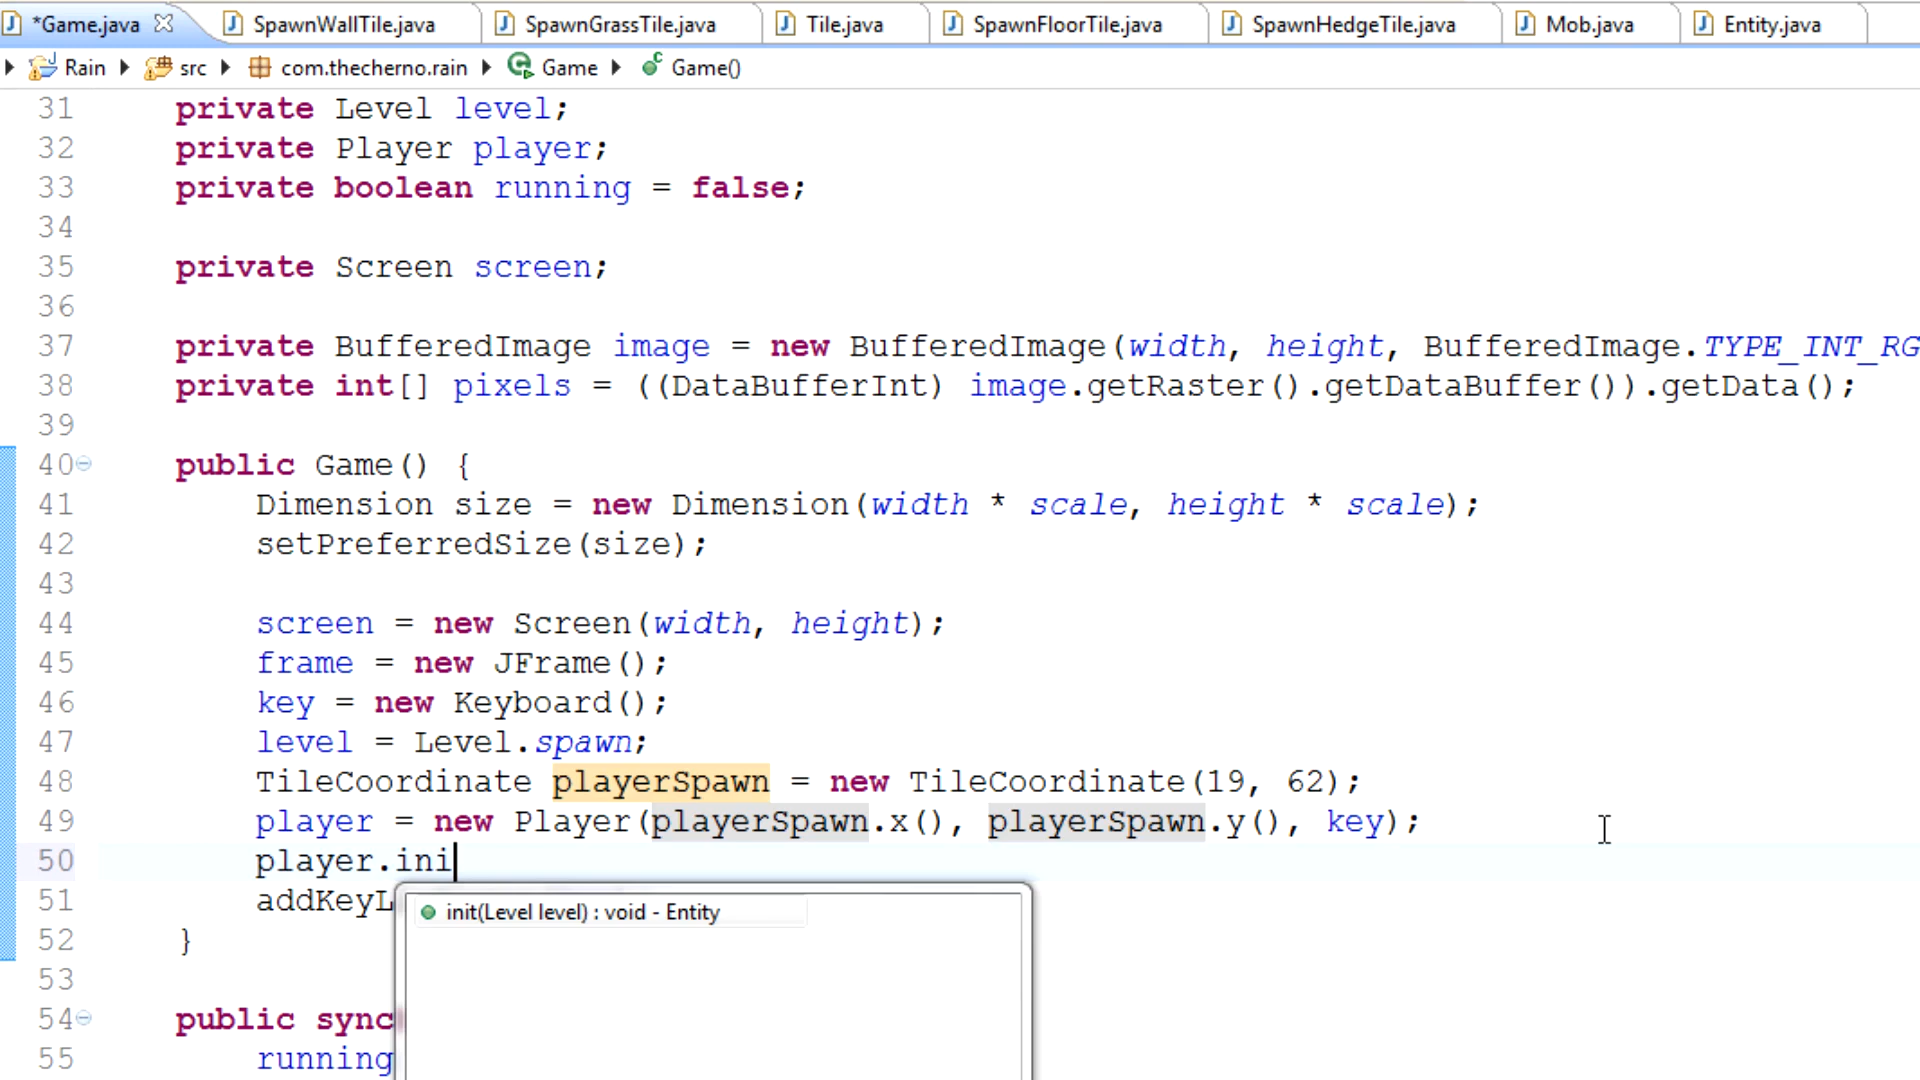 *Game.java SpawnWallTile.java SpawnGrassTile.java Tile.java SpawnFloorTile.java SpawnHedgeTile.java Mob.java Entity.java
Rain src com.thecherno.rain Game Game()
31 private Level level;
32 private Player player;
33 private boolean running = false;
34
35 private Screen screen;
36
37 private BufferedImage image = new BufferedImage(width, height, BufferedImage.TYPE_INT_RG
38 private int[] pixels = ((DataBufferInt) image.getRaster().getDataBuffer()).getData();
39
40 public Game() {
41 Dimension size = new Dimension(width * scale, height * scale);
42 setPreferredSize(size);
43
44 screen = new Screen(width, height);
45 frame = new JFrame();
46 key = new Keyboard();
47 level = Level.spawn;
48 TileCoordinate playerSpawn = new TileCoordinate(19, 62);
49 player = new Player(playerSpawn.x(), playerSpawn.y(), key);
50 player.ini
51 addKeyL
init(Level level) : void - Entity
52 }
53
54 public sync
55 running